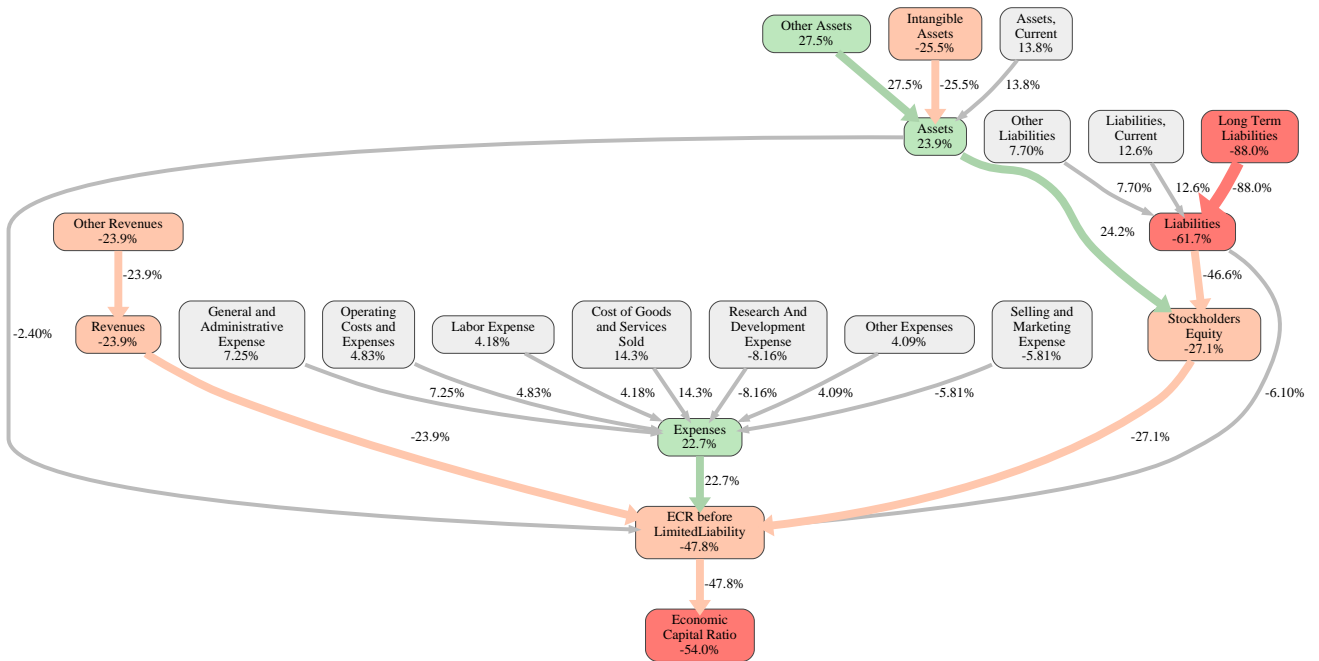 Other Assets
27.5%
Intangible
Assets
-25.5%
Assets,
Current
13.8%
27.5%
-25.5%
13.8%
Assets
23.9%
Other
Liabilities
7.70%
Liabilities,
Current
12.6%
Long Term
Liabilities
-88.0%
7.70%
12.6%
-88.0%
Other Revenues
-23.9%
24.2%
Liabilities
-61.7%
-23.9%
-46.6%
-2.40%
Revenues
-23.9%
General and
Administrative
Expense
7.25%
Operating
Costs and
Expenses
4.83%
Labor Expense
4.18%
Cost of Goods
and Services
Sold
14.3%
Research And
Development
Expense
-8.16%
Other Expenses
4.09%
Selling and
Marketing
Expense
-5.81%
Stockholders
Equity
-27.1%
7.25%
4.83%
4.18%
14.3%
-8.16%
4.09%
-5.81%
-6.10%
-23.9%
Expenses
22.7%
-27.1%
22.7%
ECR before
LimitedLiability
-47.8%
-47.8%
Economic
Capital Ratio
-54.0%